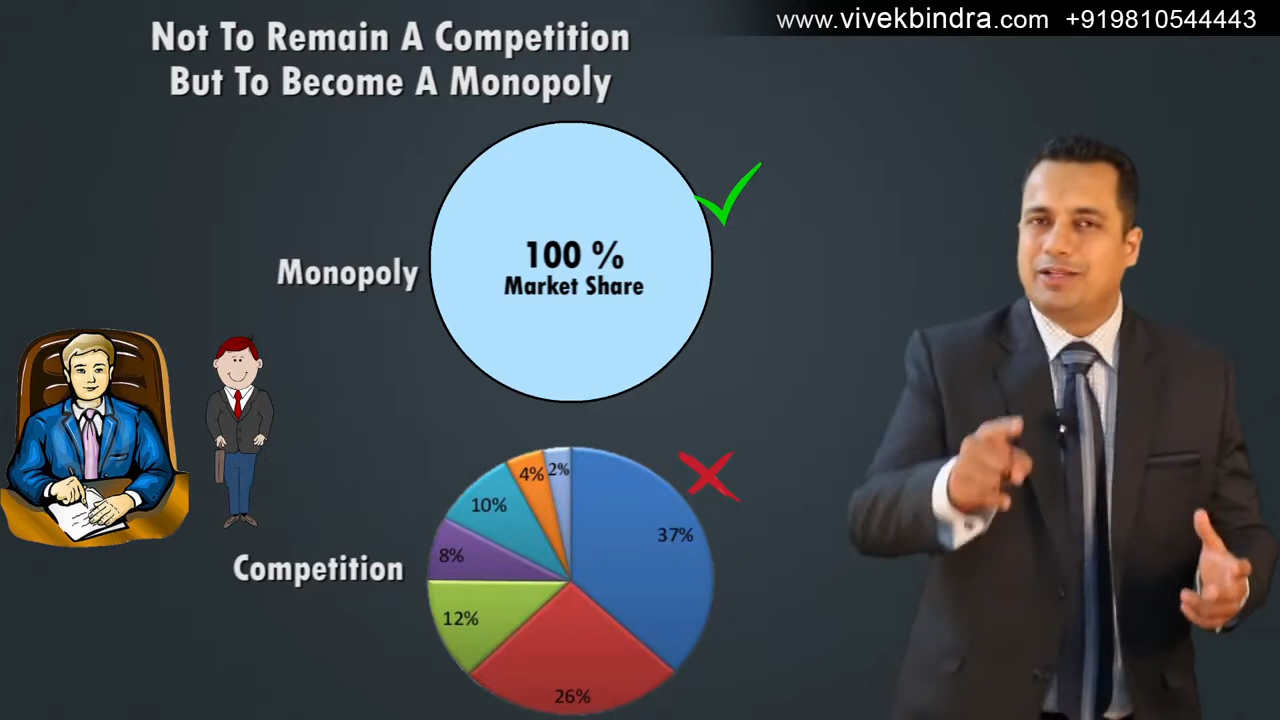 www.vivekbindra.com +919810544443
Not To Remain A Competition
But To Become A Monopoly
Monopoly
100 %
Market Share
Competition
37%
26%
12%
8%
10%
4%
2%